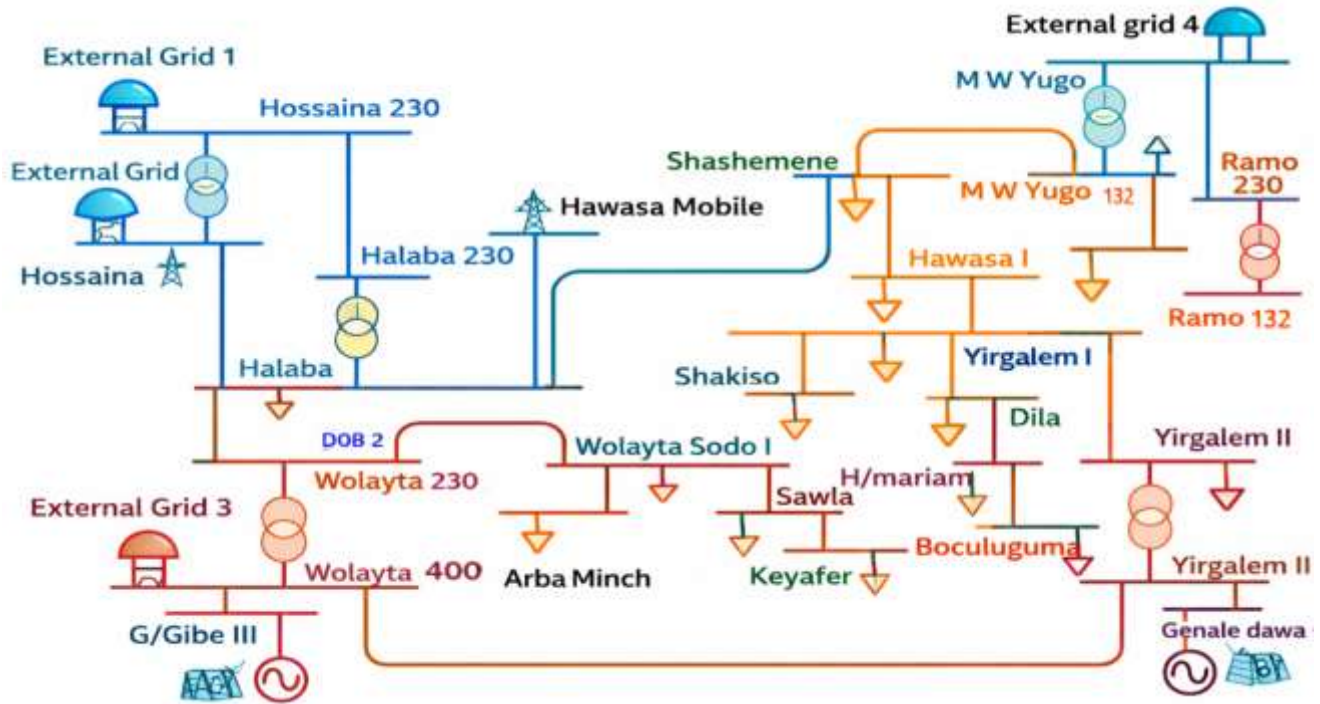 External grid 4
External Grid 1
M W Yugo
Hossaina 230
External Grid
Shashemene
Ramo
230
M W Yugo 132
Hawasa Mobile
Halaba 230
Hawasa I
Hossaina
Ramo 132
Halaba
Shakiso
Yirgalem I
Dila
D0B 2
Wolayta Sodo I
Yirgalem II
Wolayta 230
H/mariam
Sawla
External Grid 3
Boculuguma
Wolayta 400
Arba Minch
Keyafer
Yirgalem II
G/Gibe III
Genale dawa